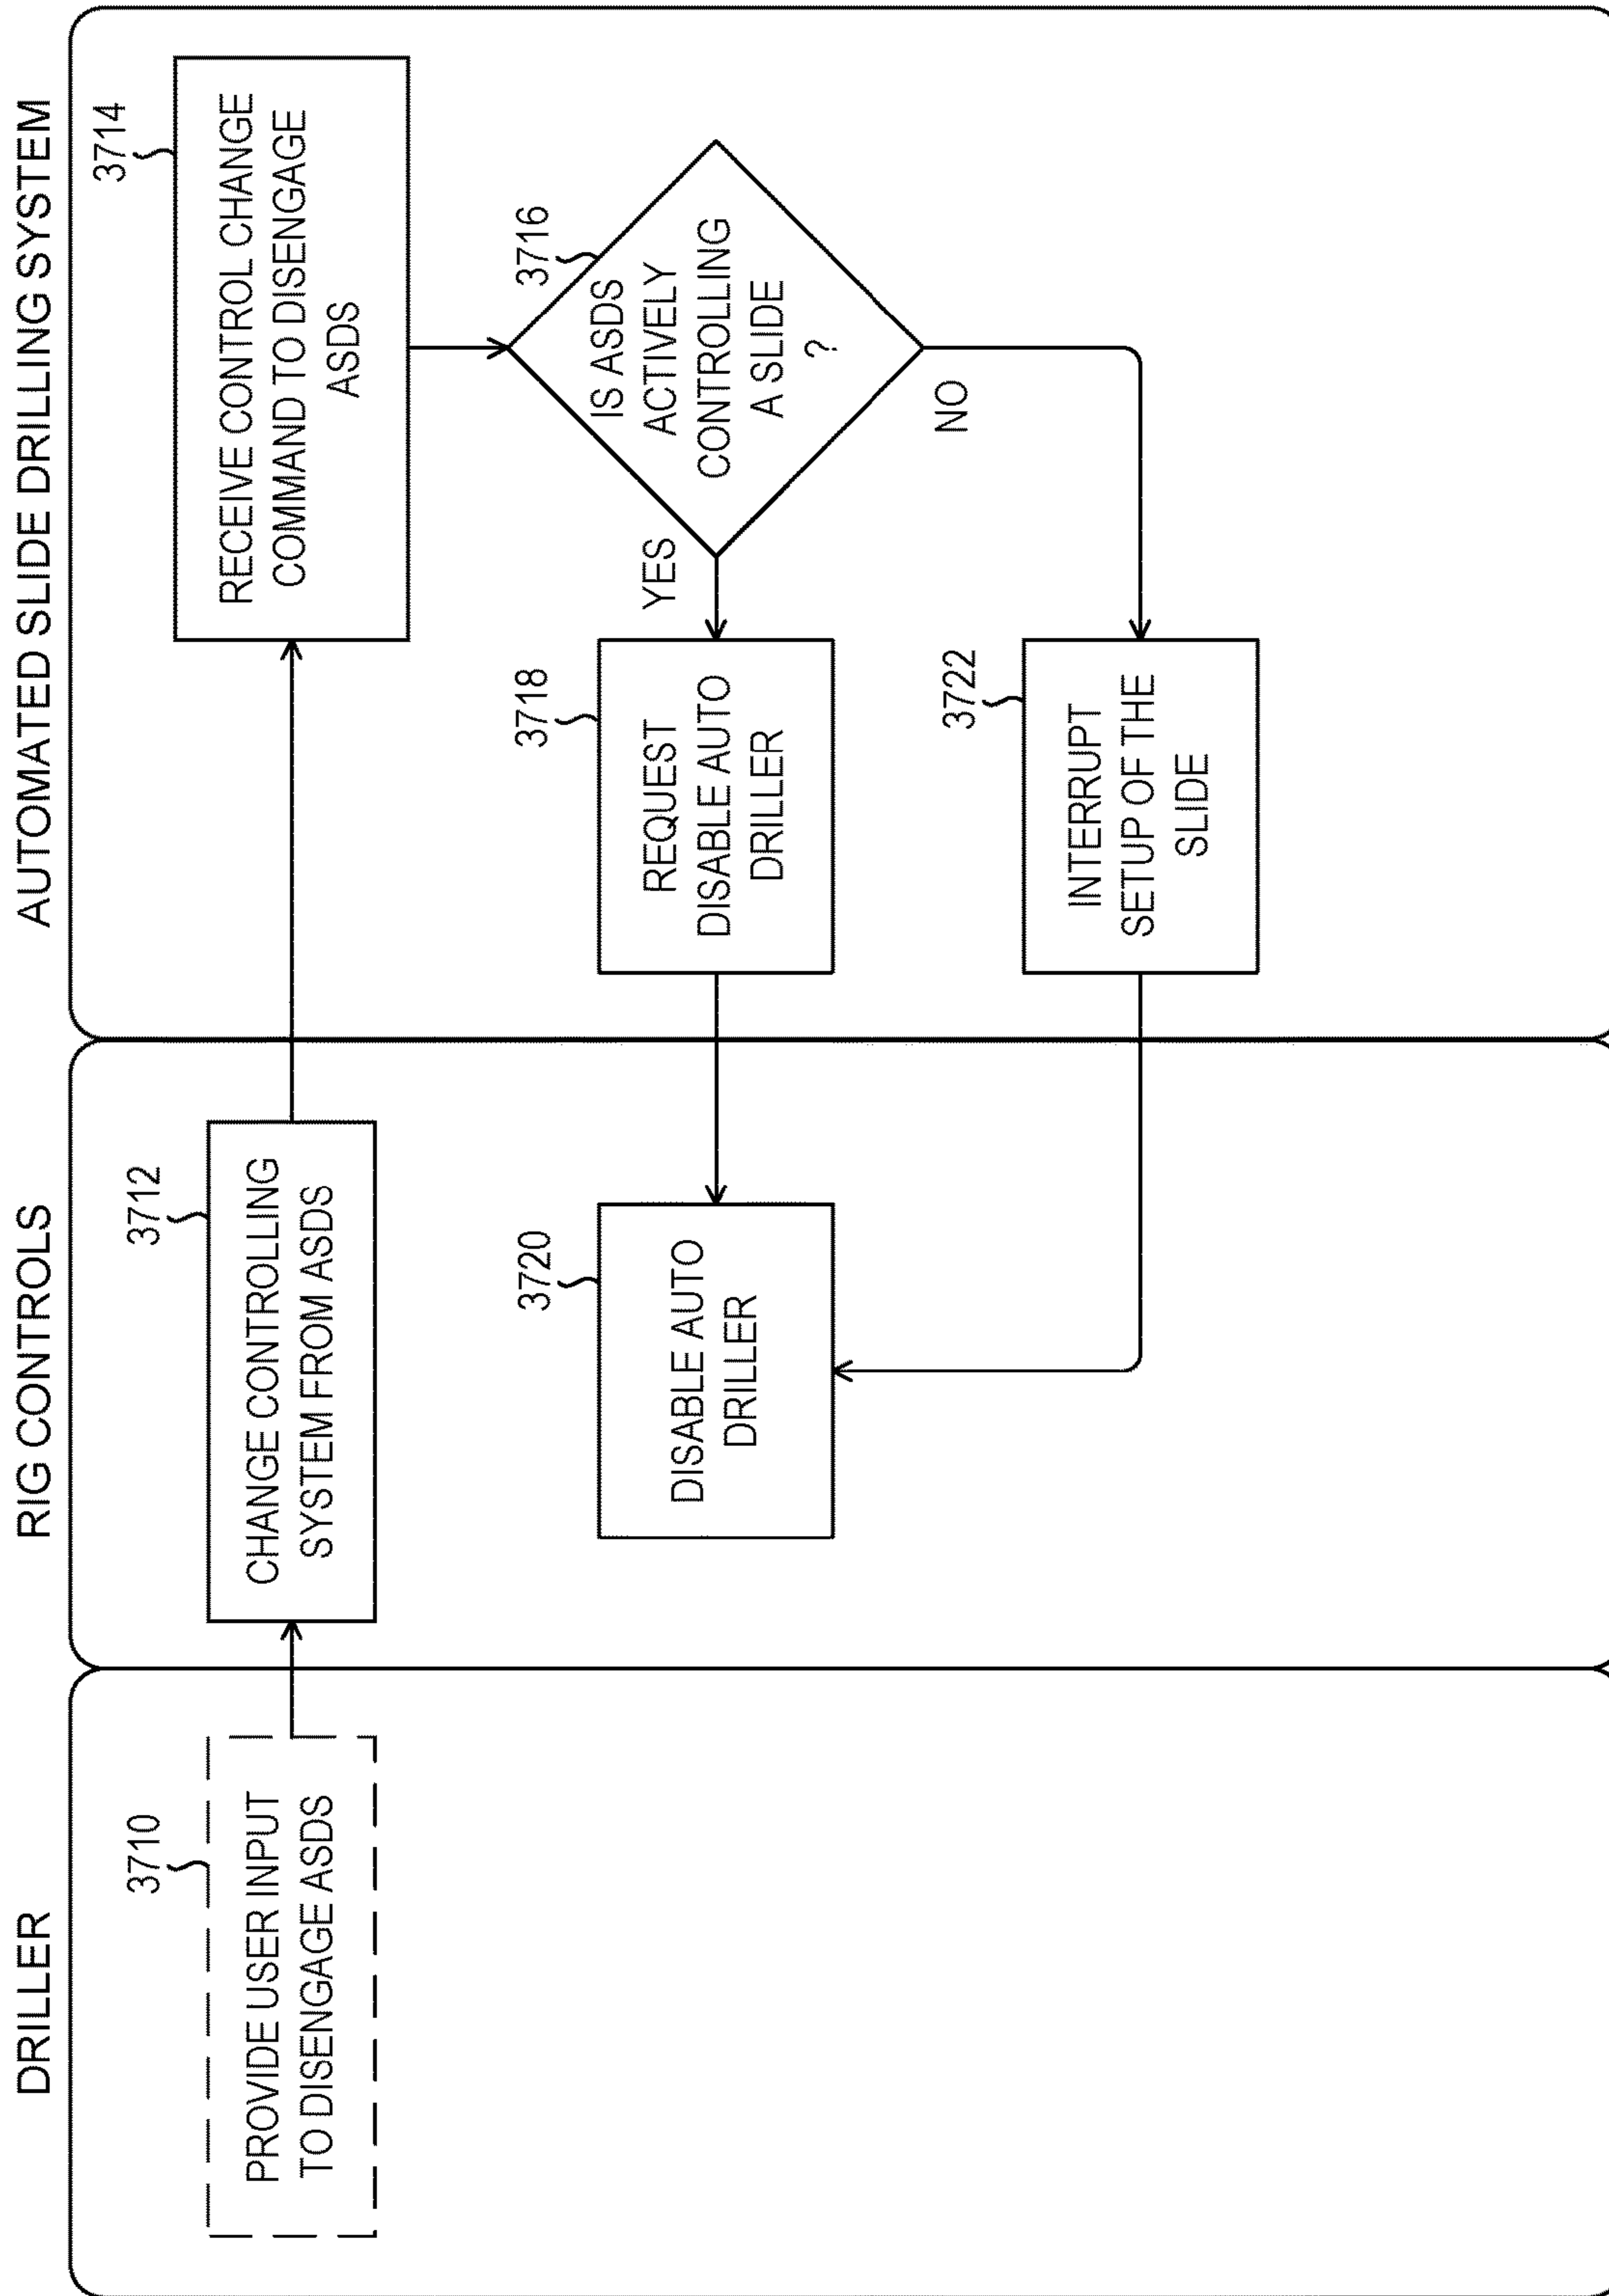 DRILLER
3710
PROVIDE USER INPUT
TO DISENGAGE ASDS
RIG CONTROLS
3712
CHANGE CONTROLLING
SYSTEM FROM ASDS
3720
DISABLE AUTO
DRILLER
AUTOMATED SLIDE DRILLING SYSTEM
3714
RECEIVE CONTROL CHANGE
COMMAND TO DISENGAGE
ASDS
3716
IS ASDS
ACTIVELY
CONTROLLING
A SLIDE
?
YES
NO
3718
REQUEST
DISABLE AUTO
DRILLER
3722
INTERRUPT
SETUP OF THE
SLIDE